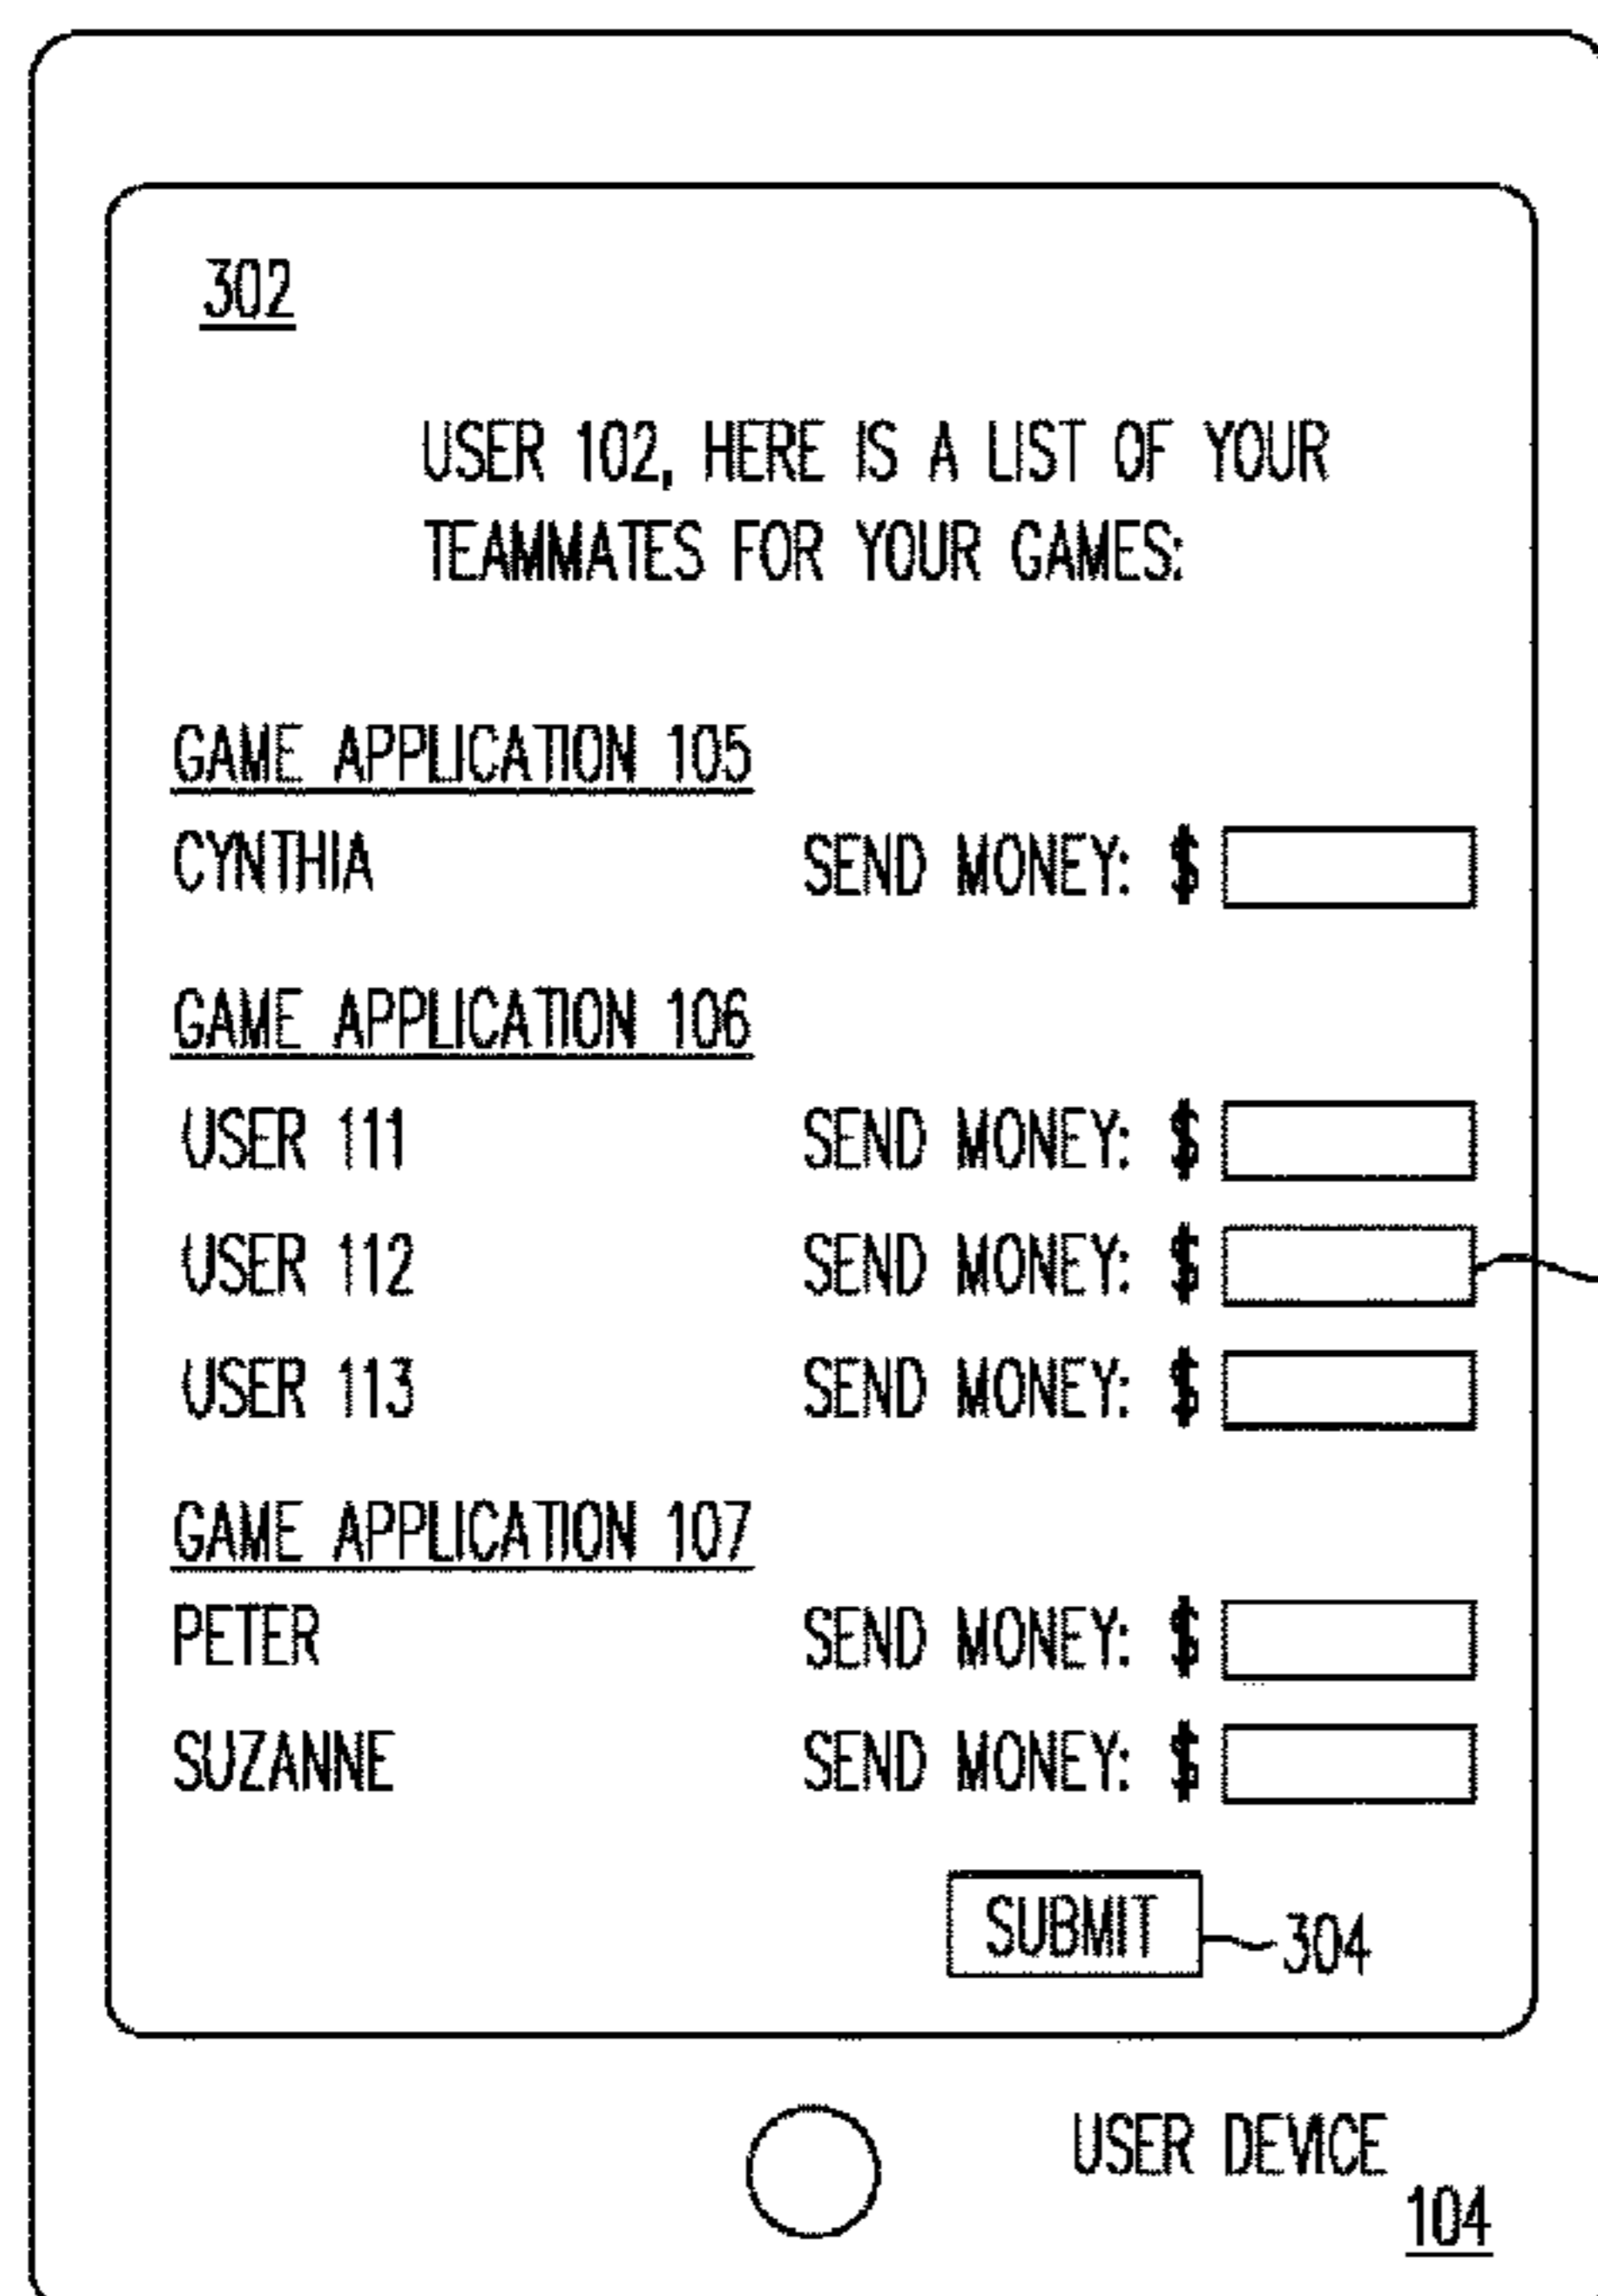 302
USER 102, HERE IS A LIST OF YOUR
TEAMMATES FOR YOUR GAMES:
GAME APPLICATION 105
CYNTHIA SEND MONEY: $
GAME APPLICATION 106
USER 111 SEND MONEY: $
USER 112 SEND MONEY: $
USER 113 SEND MONEY: $
GAME APPLICATION 107
PETER SEND MONEY: $
SUZANNE SEND MONEY: $
SUBMIT 304
USER DEVICE
104